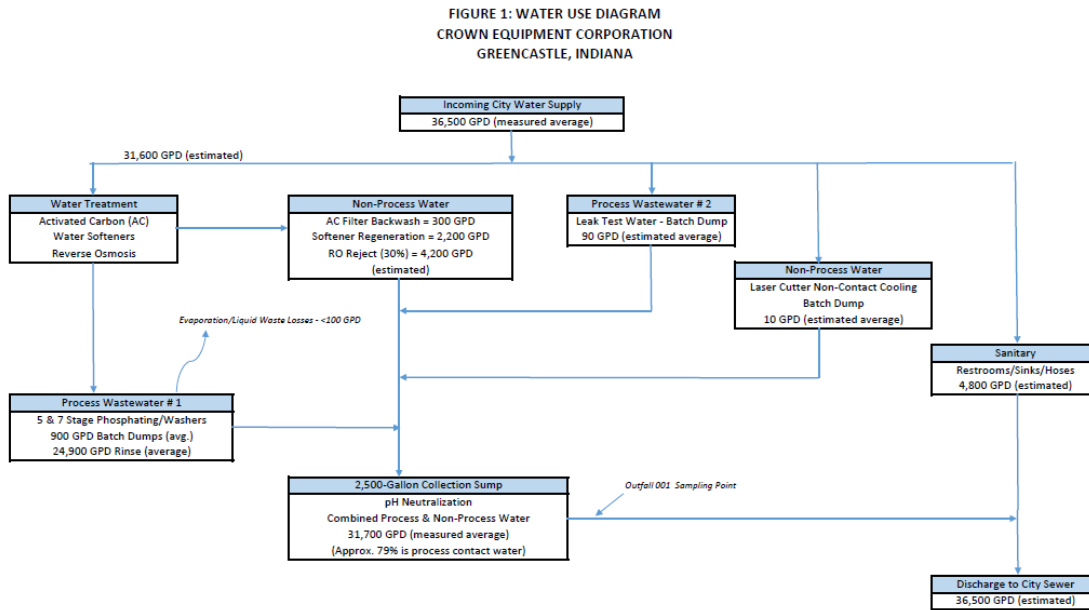 FIGURE 1: WATER USE DIAGRAM
CROWN EQUIPMENT CORPORATION
GREENCASTLE, INDIANA
Incoming City Water Supply
36,500 GPD (measured average)
31,600 GPD (estimated)
Water Treatment
Activated Carbon (AC)
Water Softeners
Reverse Osmosis
Non-Process Water
AC Filter Backwash = 300 GPD
Softener Regeneration = 2,200 GPD
RO Reject (30%) = 4,200 GPD
(estimated)
Process Wastewater # 2
Leak Test Water - Batch Dump
90 GPD (estimated average)
Non-Process Water
Laser Cutter Non-Contact Cooling
Batch Dump
10 GPD (estimated average)
Evaporation/Liquid Waste Losses - <100 GPD
Sanitary
Restrooms/Sinks/Hoses
4,800 GPD (estimated)
Process Wastewater # 1
5 & 7 Stage Phosphating/Washers
900 GPD Batch Dumps (avg.)
24,900 GPD Rinse (average)
2,500-Gallon Collection Sump
pH Neutralization
Combined Process & Non-Process Water
31,700 GPD (measured average)
(Approx. 79% is process contact water)
Outfall 001 Sampling Point
Discharge to City Sewer
36,500 GPD (estimated)